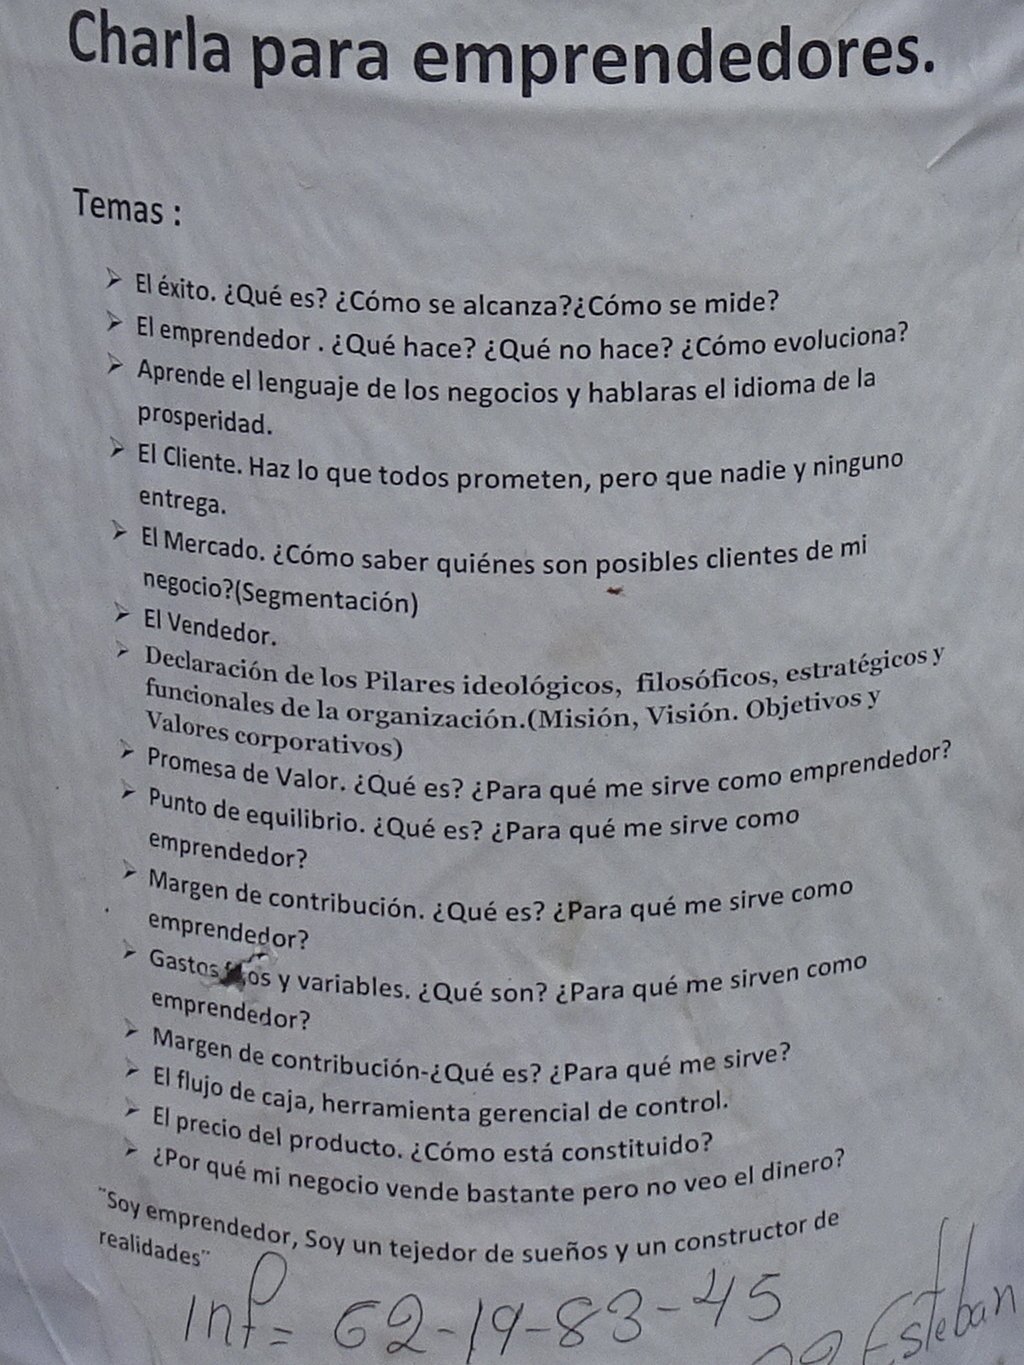 Charla para emprendedores.
Temas :
➢ El éxito. ¿Qué es? ¿Cómo se alcanza?¿Cómo se mide?
➢ El emprendedor . ¿Qué hace? ¿Qué no hace? ¿Cómo evoluciona?
➢ Aprende el lenguaje de los negocios y hablaras el idioma de la
prosperidad.
➢ El Cliente. Haz lo que todos prometen, pero que nadie y ninguno
entrega.
➢ El Mercado. ¿Cómo saber quiénes son posibles clientes de mi
negocio?(Segmentación)
➢ El Vendedor.
➢ Declaración de los Pilares ideológicos, filosóficos, estratégicos y
funcionales de la organización.(Misión, Visión. Objetivos y
Valores corporativos)
➢ Promesa de Valor. ¿Qué es? ¿Para qué me sirve como emprendedor?
➢ Punto de equilibrio. ¿Qué es? ¿Para qué me sirve como
emprendedor?
➢ Margen de contribución. ¿Qué es? ¿Para qué me sirve como
emprendedor?
➢ Gastos y variables. ¿Qué son? ¿Para qué me sirven como
emprendedor?
➢ Margen de contribución-¿Qué es? ¿Para qué me sirve?
➢ El flujo de caja, herramienta gerencial de control.
➢ El precio del producto. ¿Cómo está constituido?
➢ ¿Por qué mi negocio vende bastante pero no veo el dinero?
¨Soy emprendedor, Soy un tejedor de sueños y un constructor de
realidades¨
Inf= 62-19-83-45
Esteban